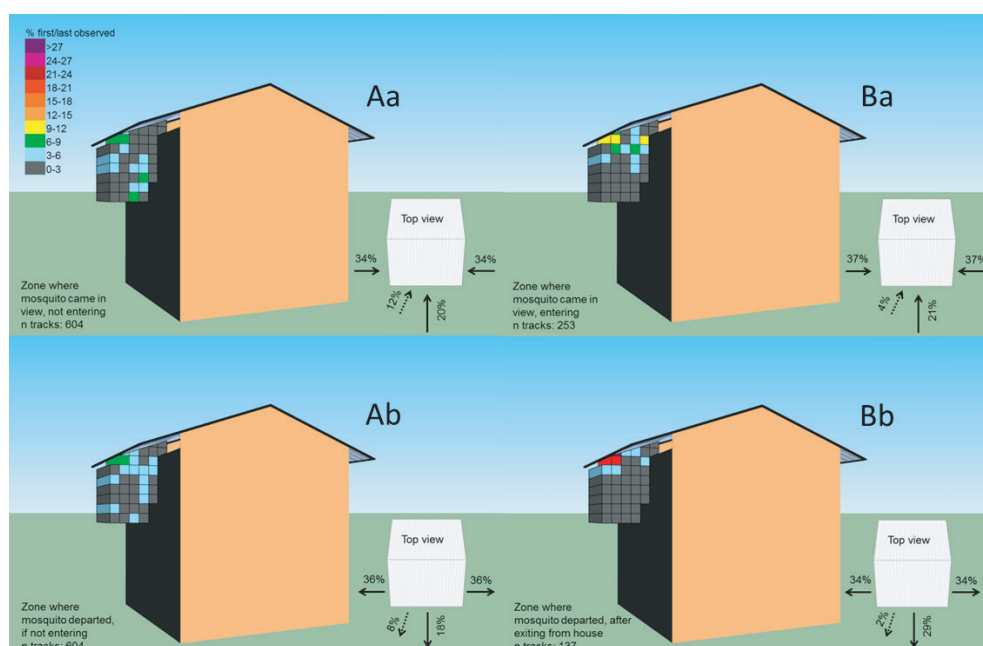 % first/last observed
>27
24-27
21-24
18-21
15-18
12-15
9-12
6-9
3-6
0-3
Aa
Top view
34%
34%
12%
20%
Zone where
mosquito came in
view, not entering
n tracks: 604
Ba
Top view
37%
37%
4%
21%
Zone where
mosquito came in
view, entering
n tracks: 253
Ab
Top view
36%
36%
8%
18%
Zone where
mosquito departed,
if not entering
n tracks: 604
Bb
Top view
34%
34%
2%
29%
Zone where
mosquito departed, after
exiting from house
n tracks: 137